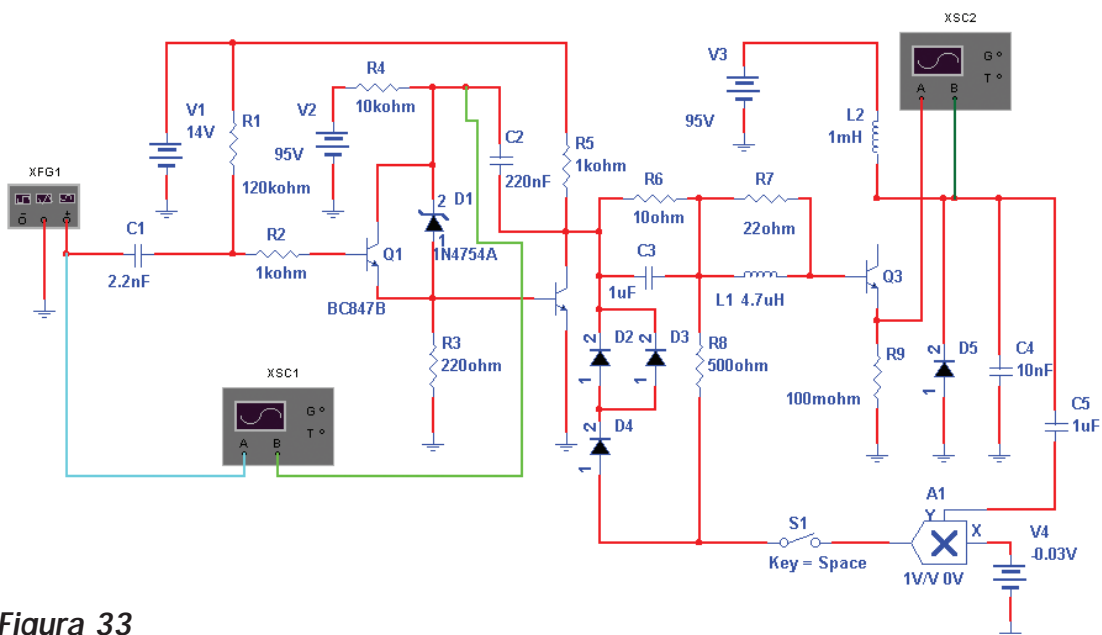 XSC2
G
T
A B
V3
95V
L2
1mH
R4
10kohm
V1
14V
R1
120kohm
V2
95V
C2
220nF
R5
1kohm
XFG1
C1
2.2nF
R2
1kohm
Q1
BC847B
2
D1
1
1N4754A
R3
220ohm
R6
10ohm
R7
22ohm
C3
1uF
L1 4.7uH
Q3
2
D2
1
2
D3
1
R8
500ohm
R9
100mohm
2
D5
1
C4
10nF
C5
1uF
XSC1
G
T
A B
2
D4
1
S1
Key = Space
A1
Y
X
1V/V 0V
V4
-0.03V
Figura 33